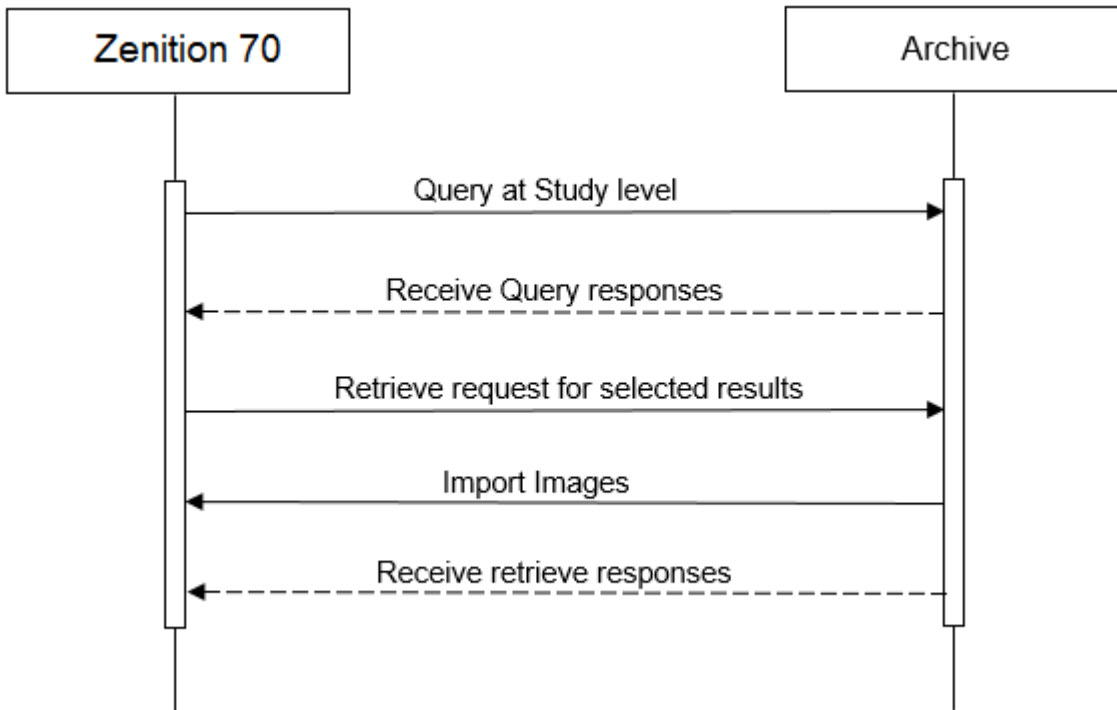 Zenition 70
Archive
Query at Study level
Receive Query responses
Retrieve request for selected results
Import Images
Receive retrieve responses